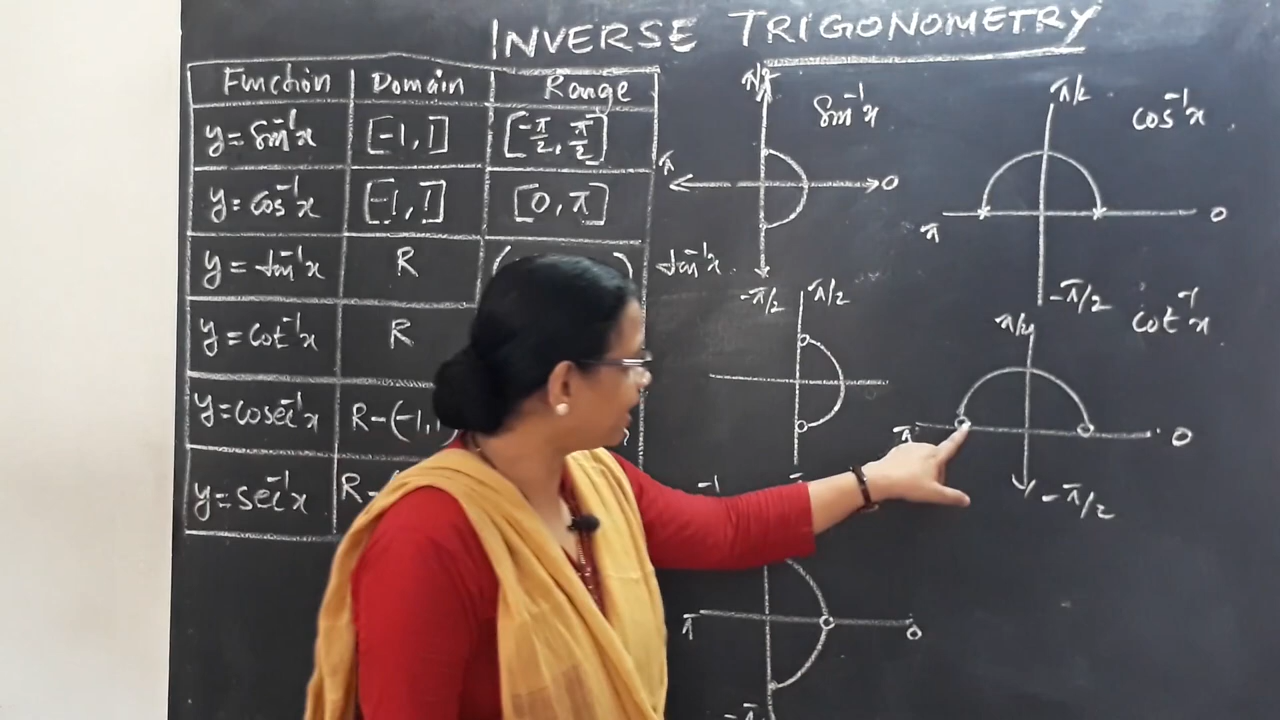 INVERSE TRIGONOMETRY
Function Domain Range
y = sin⁻¹x [-1, 1] [-π/2, π/2]
y = cos⁻¹x [-1, 1] [0, π]
y = tan⁻¹x R ( )
y = cot⁻¹x R
y = cosec⁻¹x R-(-1,
y = sec⁻¹x R-
π/2
sin⁻¹x
π
0
-π/2
π/2
cos⁻¹x
π
0
-π/2
tan⁻¹x
π/2
cot⁻¹x
π/2
π
0
-π/2
-1
π
0